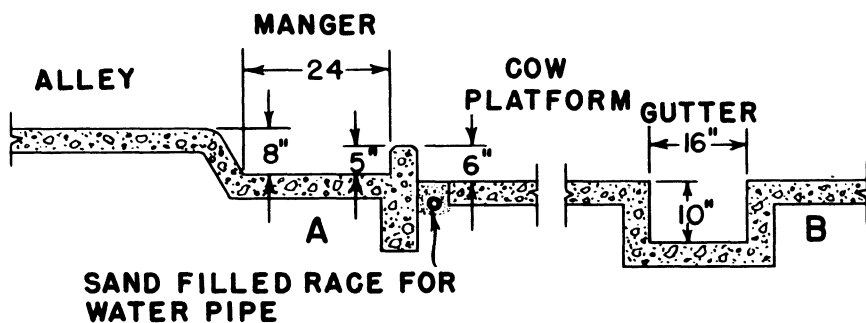 MANGER
ALLEY
24
COW
PLATFORM
GUTTER
8"
5"
6"
16"
10"
A
B
SAND FILLED RACE FOR
WATER PIPE